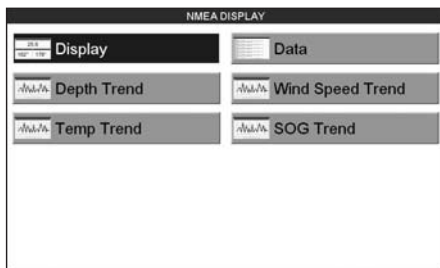 NMEA DISPLAY
Display
Data
Depth Trend
Wind Speed Trend
Temp Trend
SOG Trend